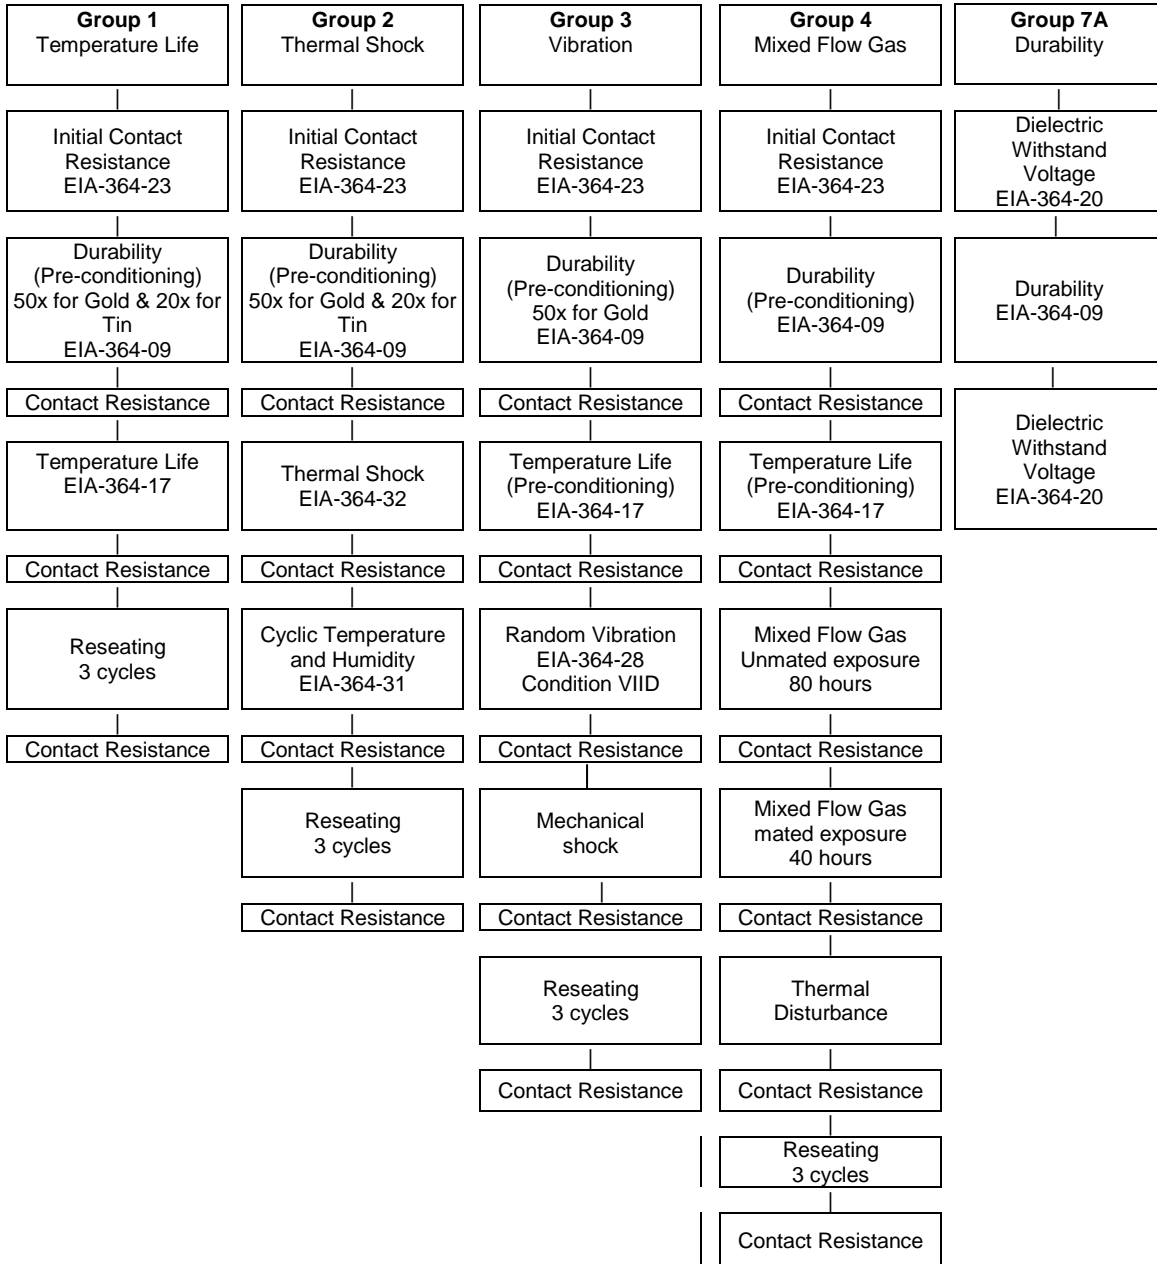 Group 1
Temperature Life
Initial Contact
Resistance
EIA-364-23
Durability
(Pre-conditioning)
50x for Gold & 20x for
Tin
EIA-364-09
Contact Resistance
Temperature Life
EIA-364-17
Contact Resistance
Reseating
3 cycles
Contact Resistance
Group 2
Thermal Shock
Initial Contact
Resistance
EIA-364-23
Durability
(Pre-conditioning)
50x for Gold & 20x for
Tin
EIA-364-09
Contact Resistance
Thermal Shock
EIA-364-32
Contact Resistance
Cyclic Temperature
and Humidity
EIA-364-31
Contact Resistance
Reseating
3 cycles
Contact Resistance
Group 3
Vibration
Initial Contact
Resistance
EIA-364-23
Durability
(Pre-conditioning)
50x for Gold
EIA-364-09
Contact Resistance
Temperature Life
(Pre-conditioning)
EIA-364-17
Contact Resistance
Random Vibration
EIA-364-28
Condition VIID
Contact Resistance
Mechanical
shock
Contact Resistance
Reseating
3 cycles
Contact Resistance
Group 4
Mixed Flow Gas
Initial Contact
Resistance
EIA-364-23
Durability
(Pre-conditioning)
EIA-364-09
Contact Resistance
Temperature Life
(Pre-conditioning)
EIA-364-17
Contact Resistance
Mixed Flow Gas
Unmated exposure
80 hours
Contact Resistance
Mixed Flow Gas
mated exposure
40 hours
Contact Resistance
Thermal
Disturbance
Contact Resistance
Reseating
3 cycles
Contact Resistance
Group 7A
Durability
Dielectric
Withstand
Voltage
EIA-364-20
Durability
EIA-364-09
Dielectric
Withstand
Voltage
EIA-364-20